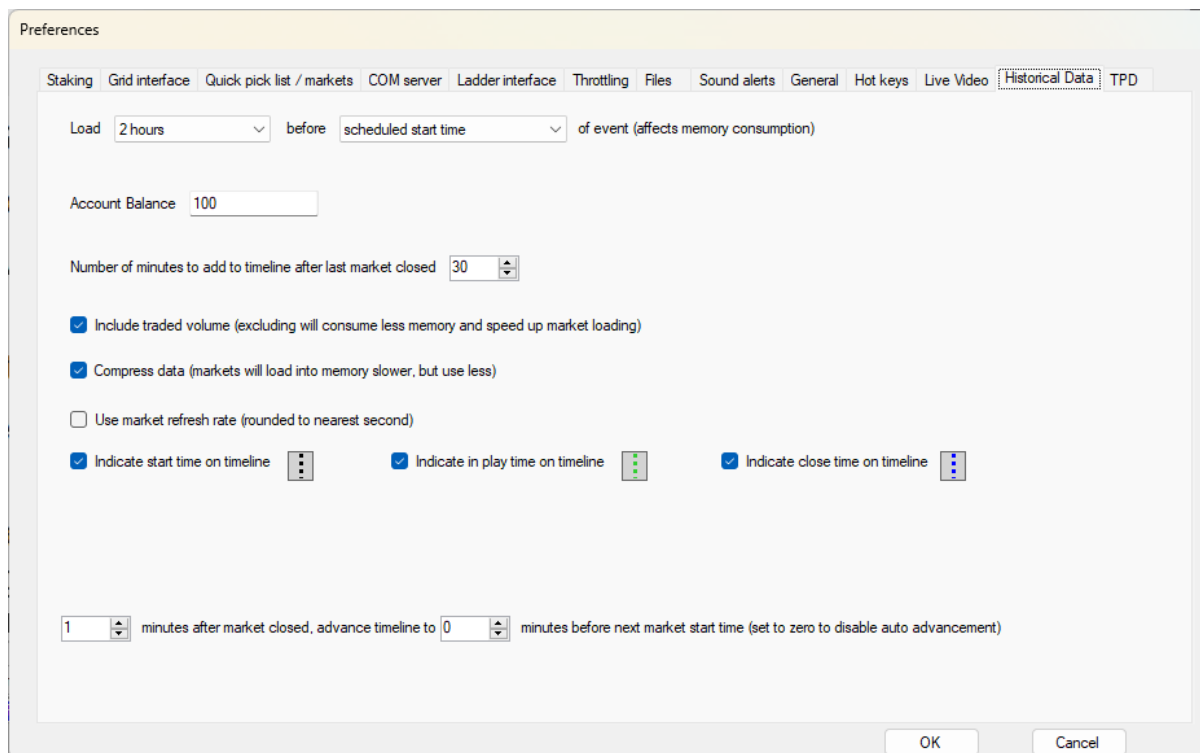 Preferences
Staking Grid interface Quick pick list / markets COM server Ladder interface Throttling Files Sound alerts General Hot keys Live Video Historical Data TPD
Load 2 hours before scheduled start time of event (affects memory consumption)
Account Balance 100
Number of minutes to add to timeline after last market closed 30
Include traded volume (excluding will consume less memory and speed up market loading)
Compress data (markets will load into memory slower, but use less)
Use market refresh rate (rounded to nearest second)
Indicate start time on timeline Indicate in play time on timeline Indicate close time on timeline
1 minutes after market closed, advance timeline to 0 minutes before next market start time (set to zero to disable auto advancement)
OK Cancel